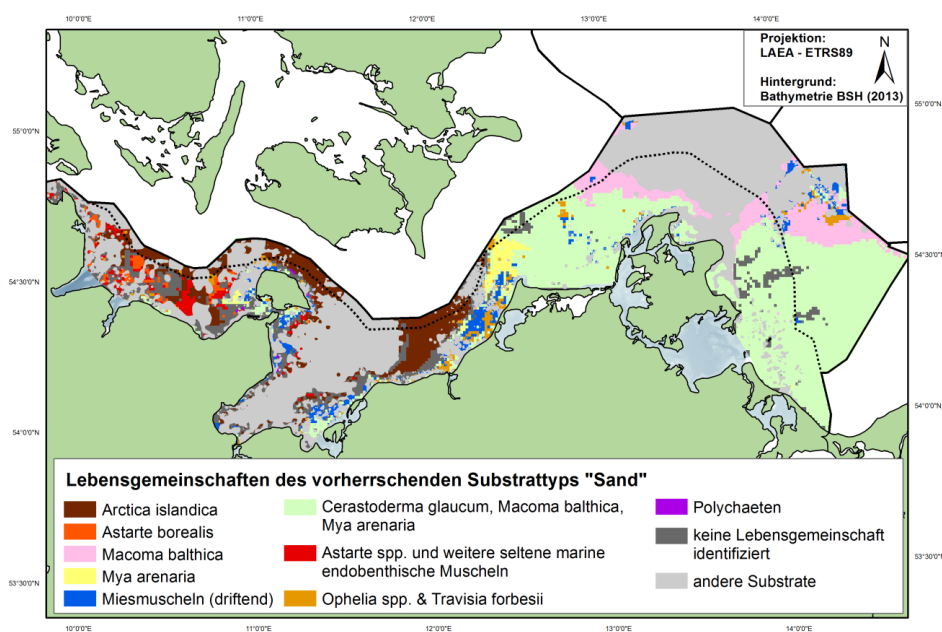 10°0'0"E 11°0'0"E 12°0'0"E 13°0'0"E 14°0'0"E
Projektion:
LAEA - ETRS89
N
Hintergrund:
Bathymetrie BSH (2013)
55°0'0"N 55°0'0"N
54°30'0"N 54°30'0"N
54°0'0"N 54°0'0"N
53°30'0"N 53°30'0"N
Lebensgemeinschaften des vorherrschenden Substrattyps "Sand"
Arctica islandica
Astarte borealis
Macoma balthica
Mya arenaria
Miesmuscheln (driftend)
Cerastoderma glaucum, Macoma balthica,
Mya arenaria
Astarte spp. und weitere seltene marine
endobenthische Muscheln
Ophelia spp. & Travisia forbesii
Polychaeten
keine Lebensgemeinschaft
identifiziert
andere Substrate
10°0'0"E 11°0'0"E 12°0'0"E 13°0'0"E 14°0'0"E